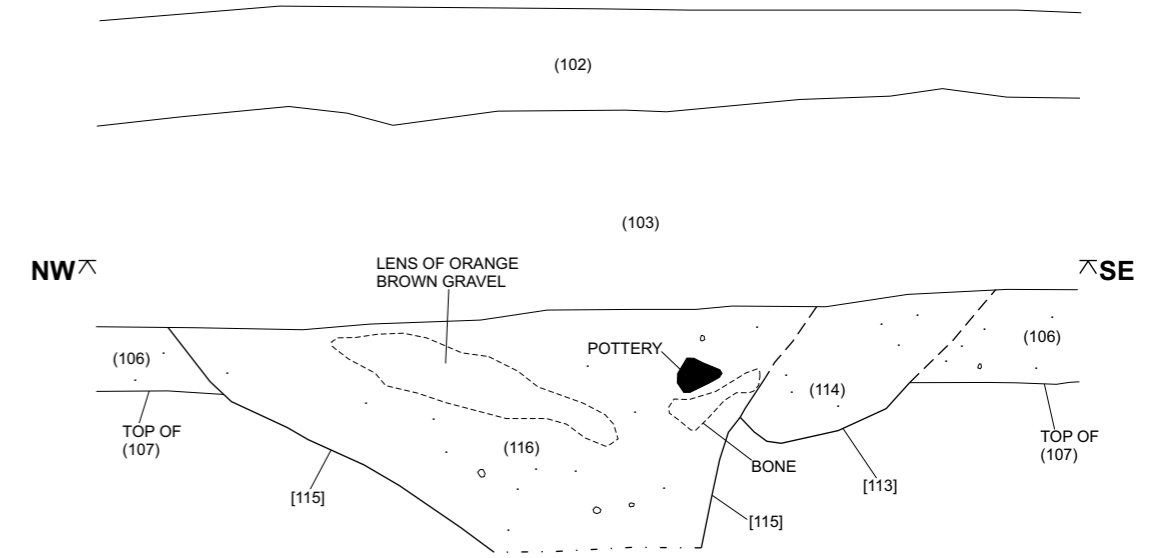 (102)
(103)
NW
SE
LENS OF ORANGE
BROWN GRAVEL
POTTERY
(106)
(106)
(114)
TOP OF
(107)
(116)
TOP OF
(107)
BONE
[113]
[115]
[115]